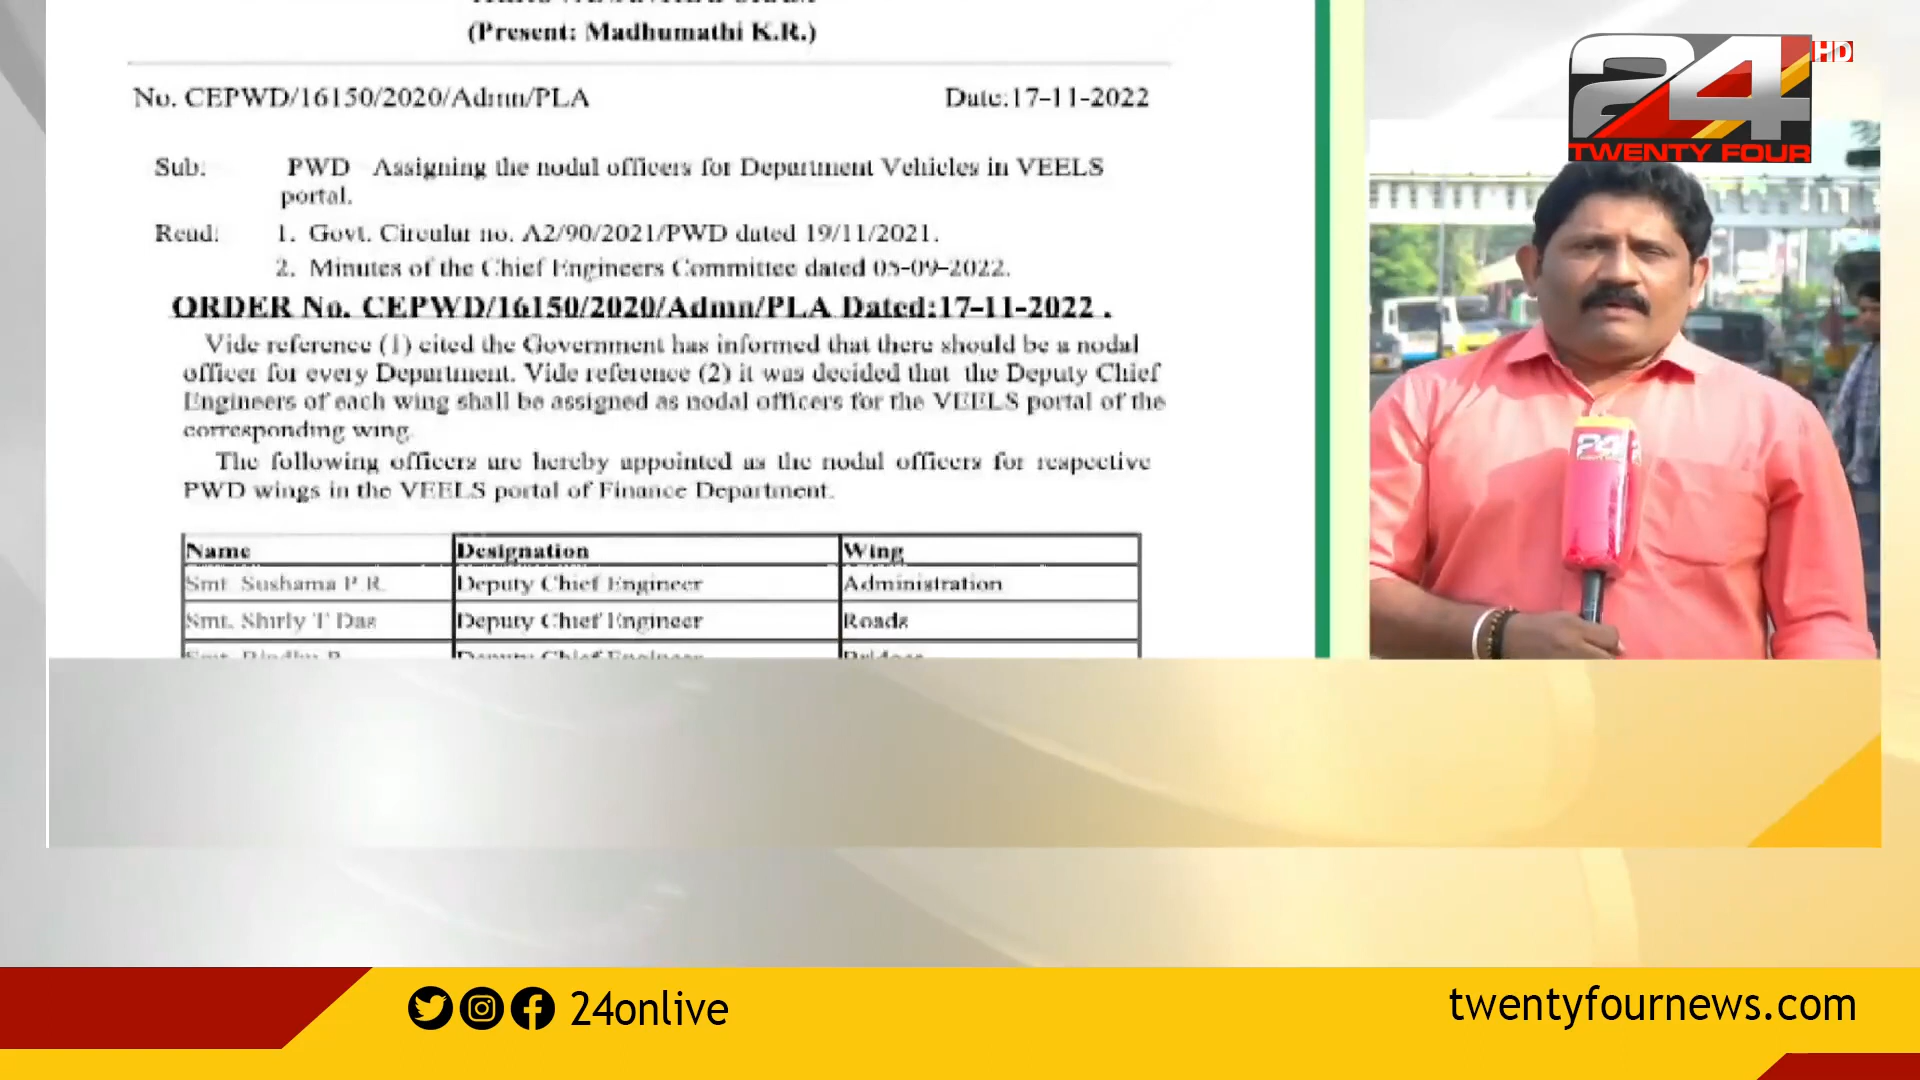 (Present: Madhumathi K.R.)
No. CEPWD/16150/2020/Admn/PLA
Date:17-11-2022
Sub: PWD Assigning the nodal officers for Department Vehicles in VEELS
portal.
Read: 1. Govt. Circular no. A2/90/2021/PWD dated 19/11/2021.
2. Minutes of the Chief Engineers Committee dated 05-09-2022.
ORDER No. CEPWD/16150/2020/Admn/PLA Dated:17-11-2022 .
Vide reference (1) cited the Government has informed that there should be a nodal
officer for every Department. Vide reference (2) it was decided that the Deputy Chief
Engineers of each wing shall be assigned as nodal officers for the VEELS portal of the
corresponding wing.
The following officers are hereby appointed as the nodal officers for respective
PWD wings in the VEELS portal of Finance Department.
Name Designation Wing
Smt. Sushama P.R. Deputy Chief Engineer Administration
Smt. Shirly T Das Deputy Chief Engineer Roads
Deputy Chief Engineer Bridges
24
HD
TWENTY FOUR
24
24onlive
twentyfournews.com